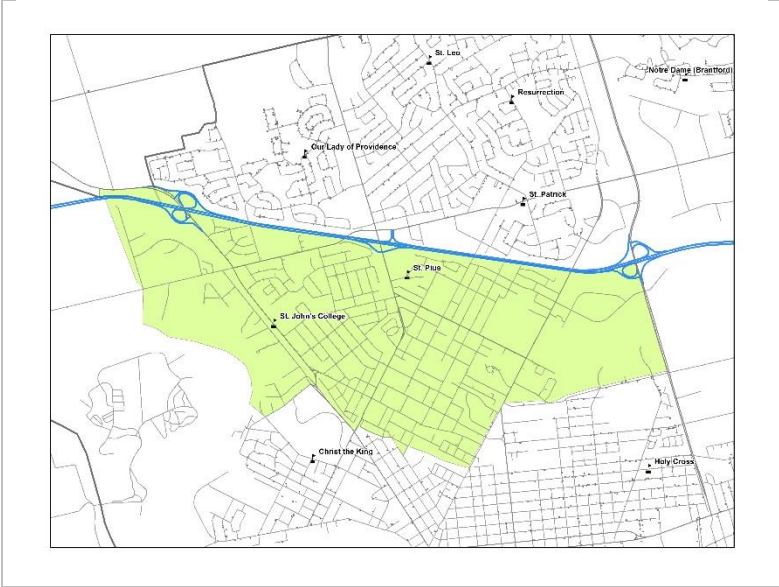 St. Leo
Notre Dame (Brantford)
Resurrection
Our Lady of Providence
St. Patrick
St. Pius
St. John's College
Christ the King
Holy Cross